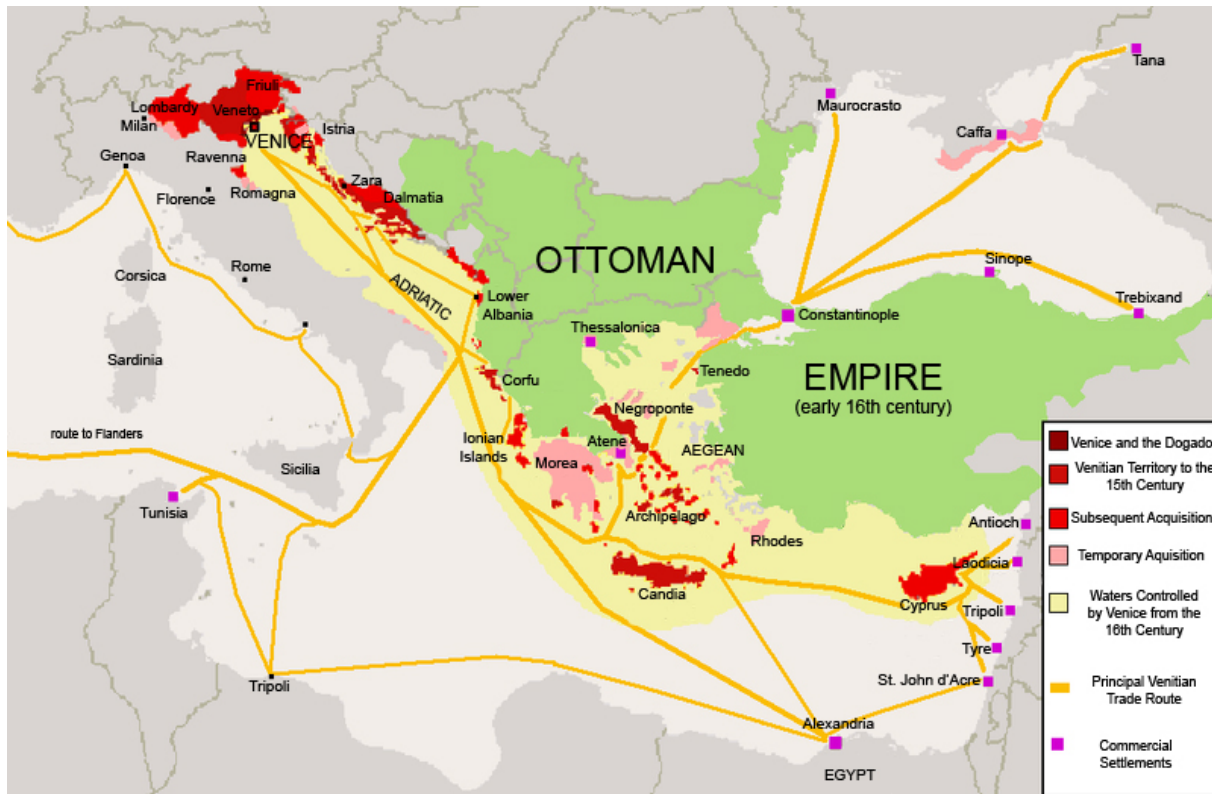 Tana
Maurocrasto
Friuli
Lombardy
Veneto
Milan
VENICE
Istria
Caffa
Genoa
Ravenna
Romagna
Florence
Zara
Dalmatia
OTTOMAN
Corsica
Rome
Sinope
ADRIATIC
Lower
Albania
Trebixand
Constantinople
Thessalonica
Sardinia
Tenedo
EMPIRE
(early 16th century)
Corfu
Negroponte
route to Flanders
Ionian
Islands
Atene
AEGEAN
Morea
Sicilia
Tunisia
Archipelago
Rhodes
Antioch
Laodicia
Candia
Cyprus
Tripoli
Tyre
St. John d'Acre
Tripoli
Alexandria
EGYPT
Venice and the Dogado
Venitian Territory to the
15th Century
Subsequent Acquisition
Temporary Aquisition
Waters Controlled
by Venice from the
16th Century
Principal Venitian
Trade Route
Commercial
Settlements